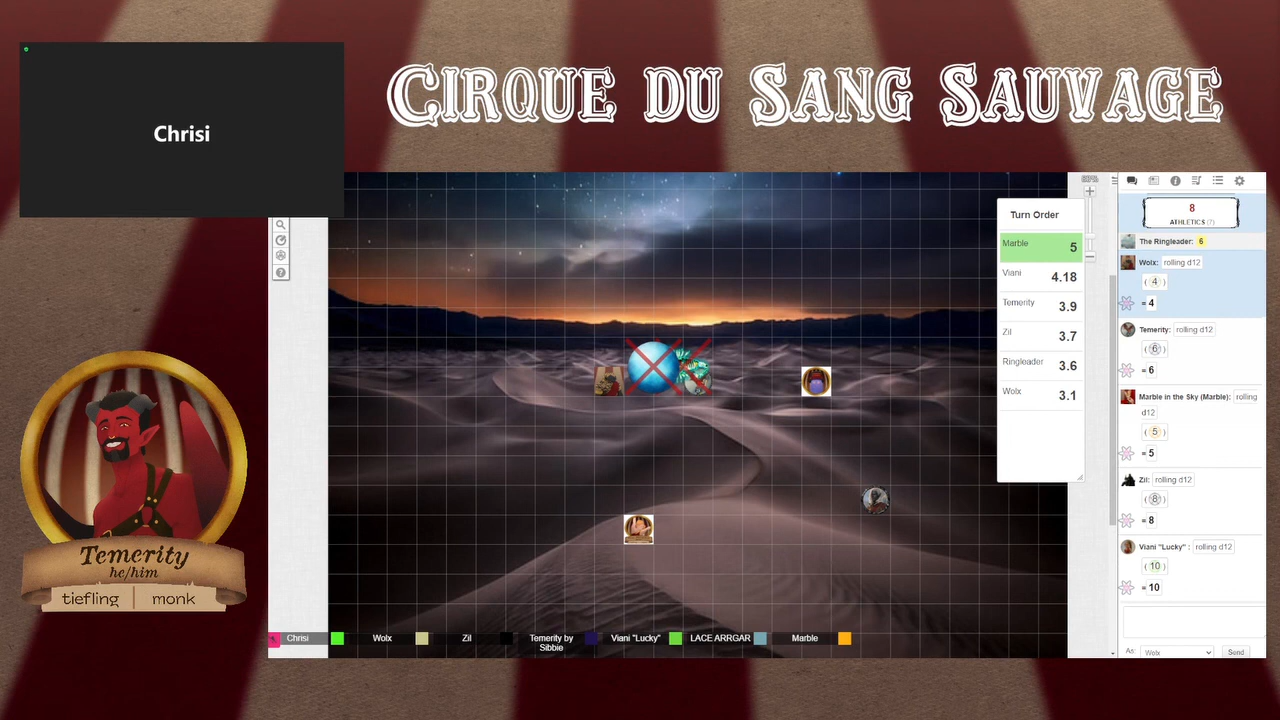 CIRQUE DU SANG SAUVAGE
Chrisi
Turn Order
Marble 5
Viani 4.18
Temerity 3.9
Zil 3.7
Ringleader 3.6
Wolx 3.1
8
ATHLETICS (7)
The Ringleader: 6
Wolx: rolling d12
( 4 )
= 4
Temerity: rolling d12
( 6 )
= 6
Marble in the Sky (Marble): rolling
d12
( 5 )
= 5
Zil: rolling d12
( 8 )
= 8
Viani "Lucky" : rolling d12
( 10 )
= 10
As: Wolx Send
Temerity
he/him
tiefling | monk
Chrisi Wolx Zil Temerity by Viani "Lucky" LACE ARRGAR Marble
Sibbie